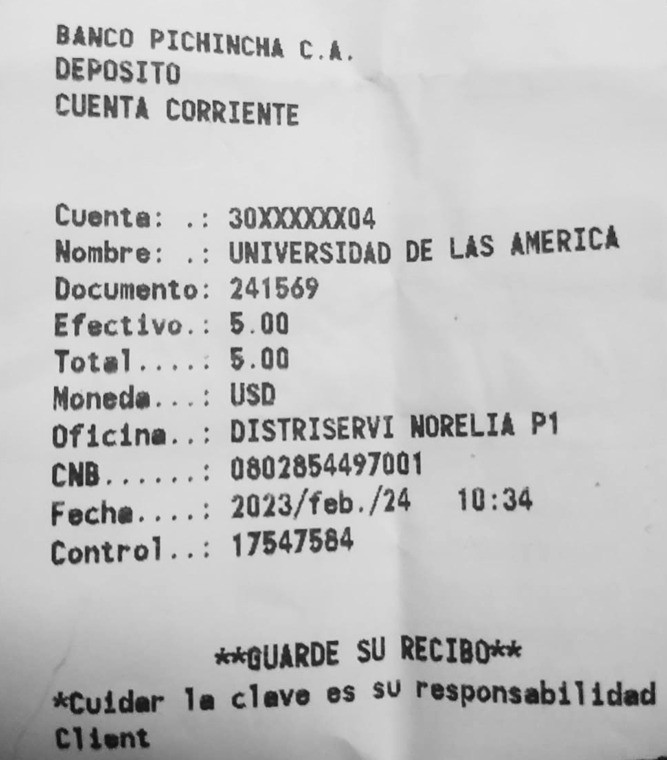 BANCO PICHINCHA C.A.
DEPOSITO
CUENTA CORRIENTE
Cuenta: .: 30XXXXXX04
Nombre: .: UNIVERSIDAD DE LAS AMERICA
Documento: 241569
Efectivo.: 5.00
Total....: 5.00
Moneda...: USD
Oficina..: DISTRISERVI NORELIA P1
CNB......: 0802854497001
Fecha....: 2023/feb./24 10:34
Control..: 17547584
**GUARDE SU RECIBO**
*Cuidar la clave es su responsabilidad
Client